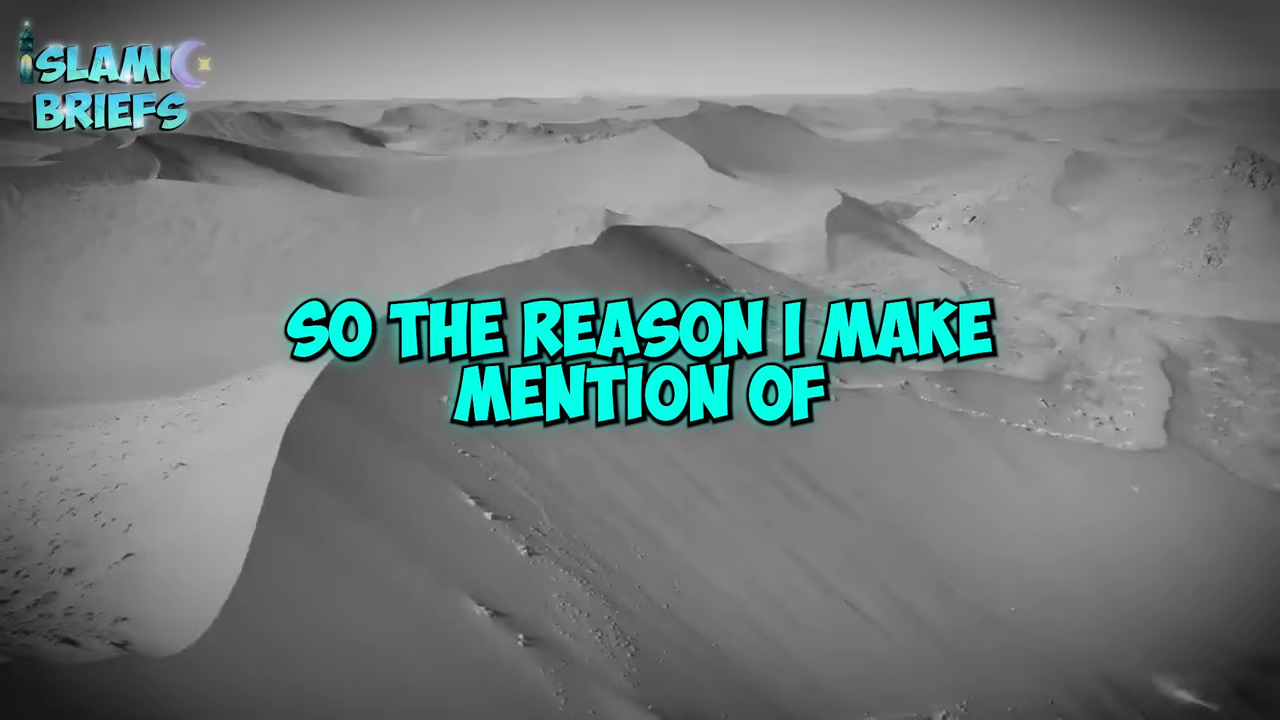 ISLAMIC
BRIEFS
SO THE REASON I MAKE
MENTION OF